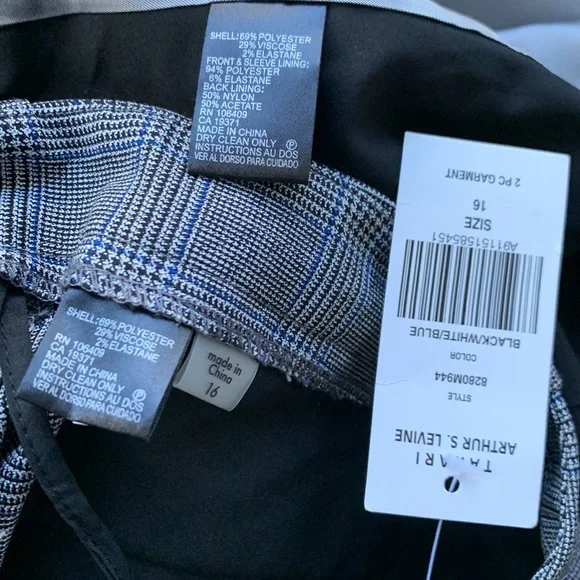 SHELL:69% POLYESTER
29% VISCOSE
2% ELASTANE
FRONT & SLEEVE LINING:
94% POLYESTER
6% ELASTANE
BACK LINING:
50% NYLON
50% ACETATE
RN 106409
CA 19371
MADE IN CHINA
DRY CLEAN ONLY P
INSTRUCTIONS AU DOS
VER AL DORSO PARA CUIDADO
SHELL:69% POLYESTER
29% VISCOSE
2% ELASTANE
RN 106409
CA 19371
MADE IN CHINA
DRY CLEAN ONLY P
INSTRUCTIONS AU DOS
VER AL DORSO PARA CUIDADO
made in
China
16
ARTHUR S. LEVINE
8280M944
STYLE
BLACK/WHITE/BLUE
COLOR
A911515585451
16
SIZE
2 PC GARMENT